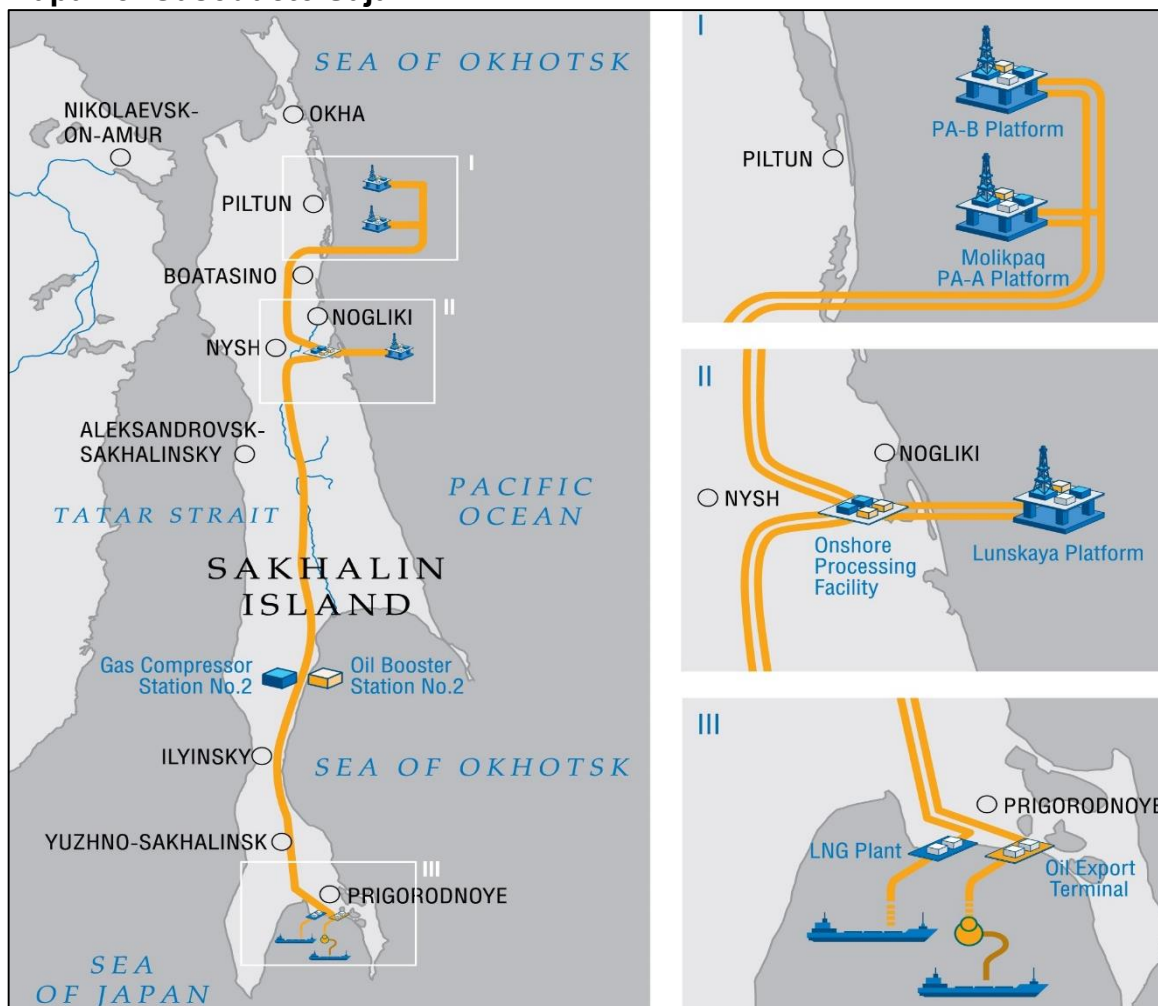 SEA OF OKHOTSK
NIKOLAEVSK-
ON-AMUR
OKHA
I
PILTUN
BOATASINO
II
NOGLIKI
NYSH
ALEKSANDROVSK-
SAKHALINSKY
PACIFIC
OCEAN
TATAR STRAIT
SAKHALIN
ISLAND
Gas Compressor
Station No.2
Oil Booster
Station No.2
ILYINSKY
SEA OF OKHOTSK
YUZHNO-SAKHALINSK
III
PRIGORODNOYE
SEA
OF JAPAN
I
PA-B Platform
PILTUN
Molikpaq
PA-A Platform
II
NOGLIKI
NYSH
Onshore
Processing
Facility
Lunskaya Platform
III
PRIGORODNOYE
LNG Plant
Oil Export
Terminal